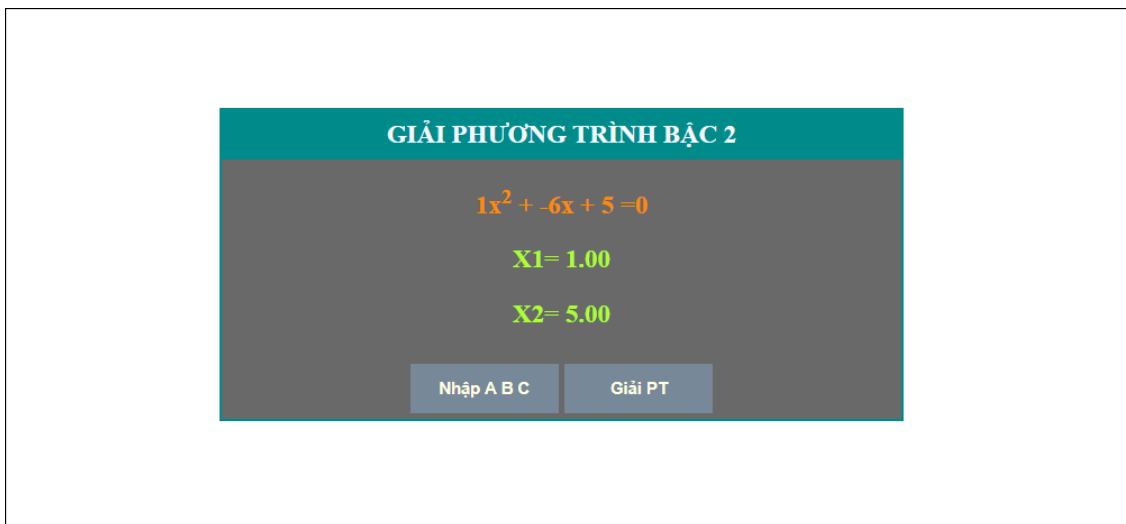 GIẢI PHƯƠNG TRÌNH BẬC 2
1x² + -6x + 5 =0
X1= 1.00
X2= 5.00
Nhập A B C
Giải PT